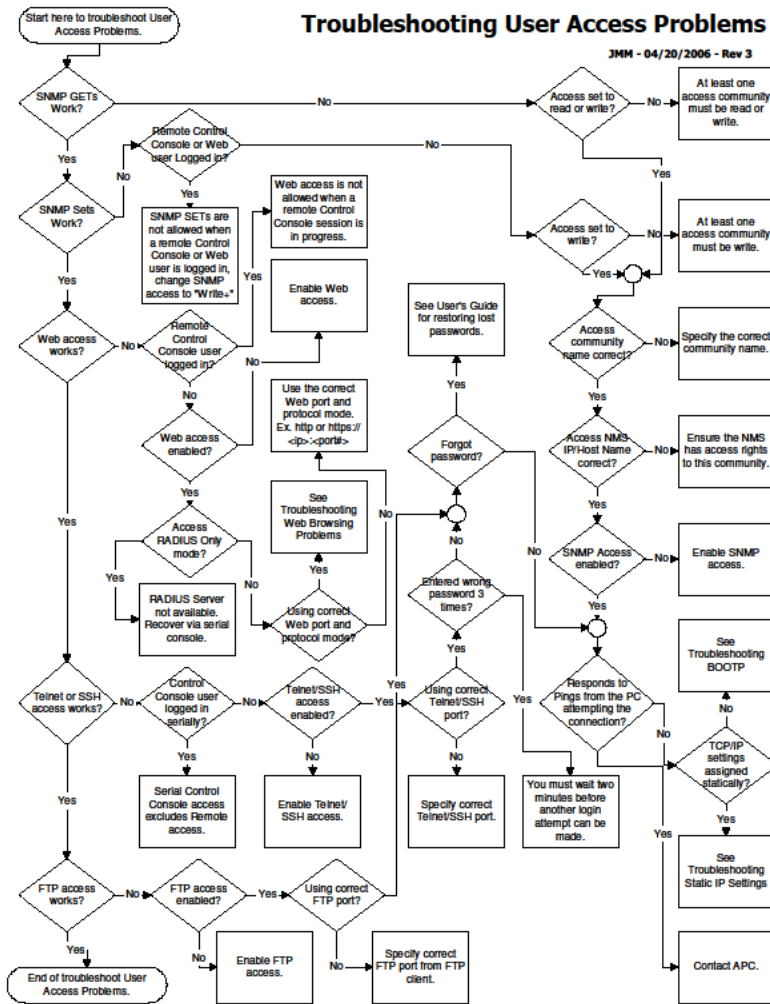 Troubleshooting User Access Problems
JMM - 04/20/2006 - Rev 3
Start here to troubleshoot User
Access Problems.
SNMP GETs
Work?
No
Access set to
read or write?
No
At least one
access community
must be read or
write.
Yes
Yes
Remote Control
Console or Web
user Logged in?
No
No
Yes
SNMP Sets
Work?
SNMP SETs are
not allowed when
a remote Control
Console or Web
user is logged in,
change SNMP
access to "Write+"
Web access is not
allowed when a
remote Control
Console session is
in progress.
Access set to
write?
No
At least one
access community
must be write.
Yes
Yes
Yes
Enable Web
access.
See User's Guide
for restoring lost
passwords.
Web access
works?
No
Remote
Control
Console user
logged in?
No
No
Access
community
name correct?
No
Specify the correct
community name.
Yes
Yes
Use the correct
Web port and
protocol mode.
Ex. http or https://
<ip>:<port#>
Web access
enabled?
Forgot
password?
Access NMS
IP/Host Name
correct?
No
Ensure the NMS
has access rights
to this community.
Yes
Yes
See
Troubleshooting
Web Browsing
Problems
No
No
No
Yes
Access
RADIUS Only
mode?
SNMP Access
enabled?
No
Enable SNMP
access.
Yes
No
Yes
Entered wrong
password 3
times?
Yes
RADIUS Server
not available.
Recover via serial
console.
Using correct
Web port and
protocol mode?
No
Yes
See
Troubleshooting
BOOTP
Telnet or SSH
access works?
No
Control
Console user
logged in
serially?
No
Telnet/SSH
access
enabled?
Yes
Yes
Using correct
Telnet/SSH
port?
Yes
Responds to
Pings from the PC
attempting the
connection?
No
No
TCP/IP
settings
assigned
statically?
Yes
No
No
Yes
Serial Control
Console access
excludes Remote
access.
Enable Telnet/
SSH access.
Specify correct
Telnet/SSH port.
You must wait two
minutes before
another login
attempt can be
made.
Yes
Yes
See
Troubleshooting
Static IP Settings
FTP access
works?
No
FTP access
enabled?
Yes
Using correct
FTP port?
Yes
No
No
End of troubleshoot User
Access Problems.
Enable FTP
access.
Specify correct
FTP port from FTP
client.
Contact APC.